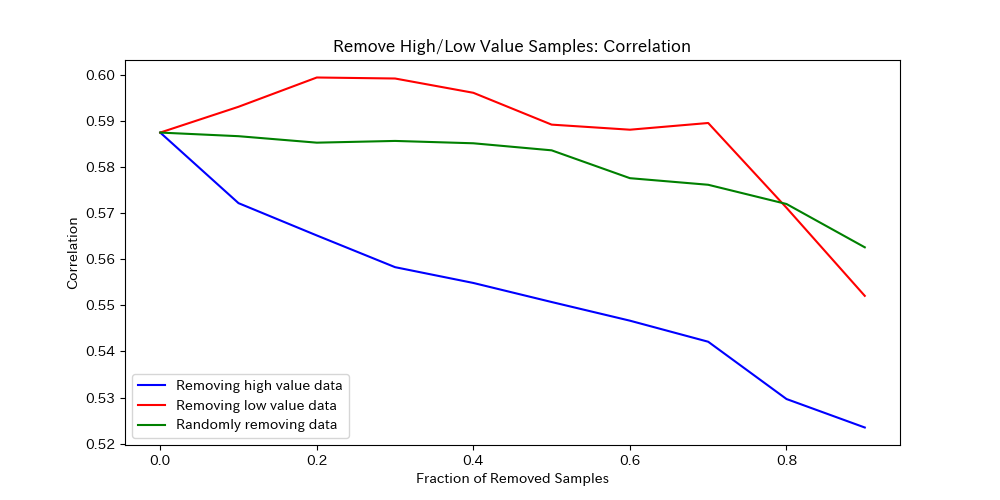 Remove High/Low Value Samples: Correlation
Correlation
0.60
0.59
0.58
0.57
0.56
0.55
0.54
0.53
0.52
Removing high value data
Removing low value data
Randomly removing data
0.0 0.2 0.4 0.6 0.8
Fraction of Removed Samples